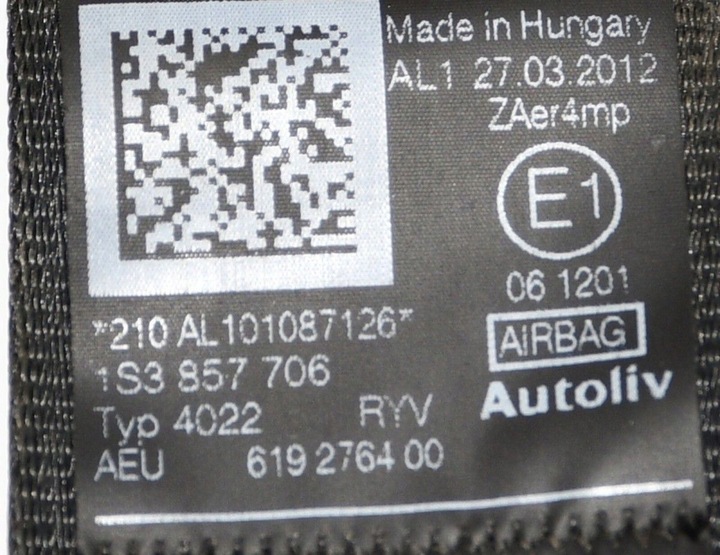 Made in Hungary
AL1 27.03.2012
ZAer4mp
E1
06 1201
AIRBAG
Autoliv
*210 AL101087126*
1S3 857 706
Typ 4022 RYV
AEU 619 2764 00